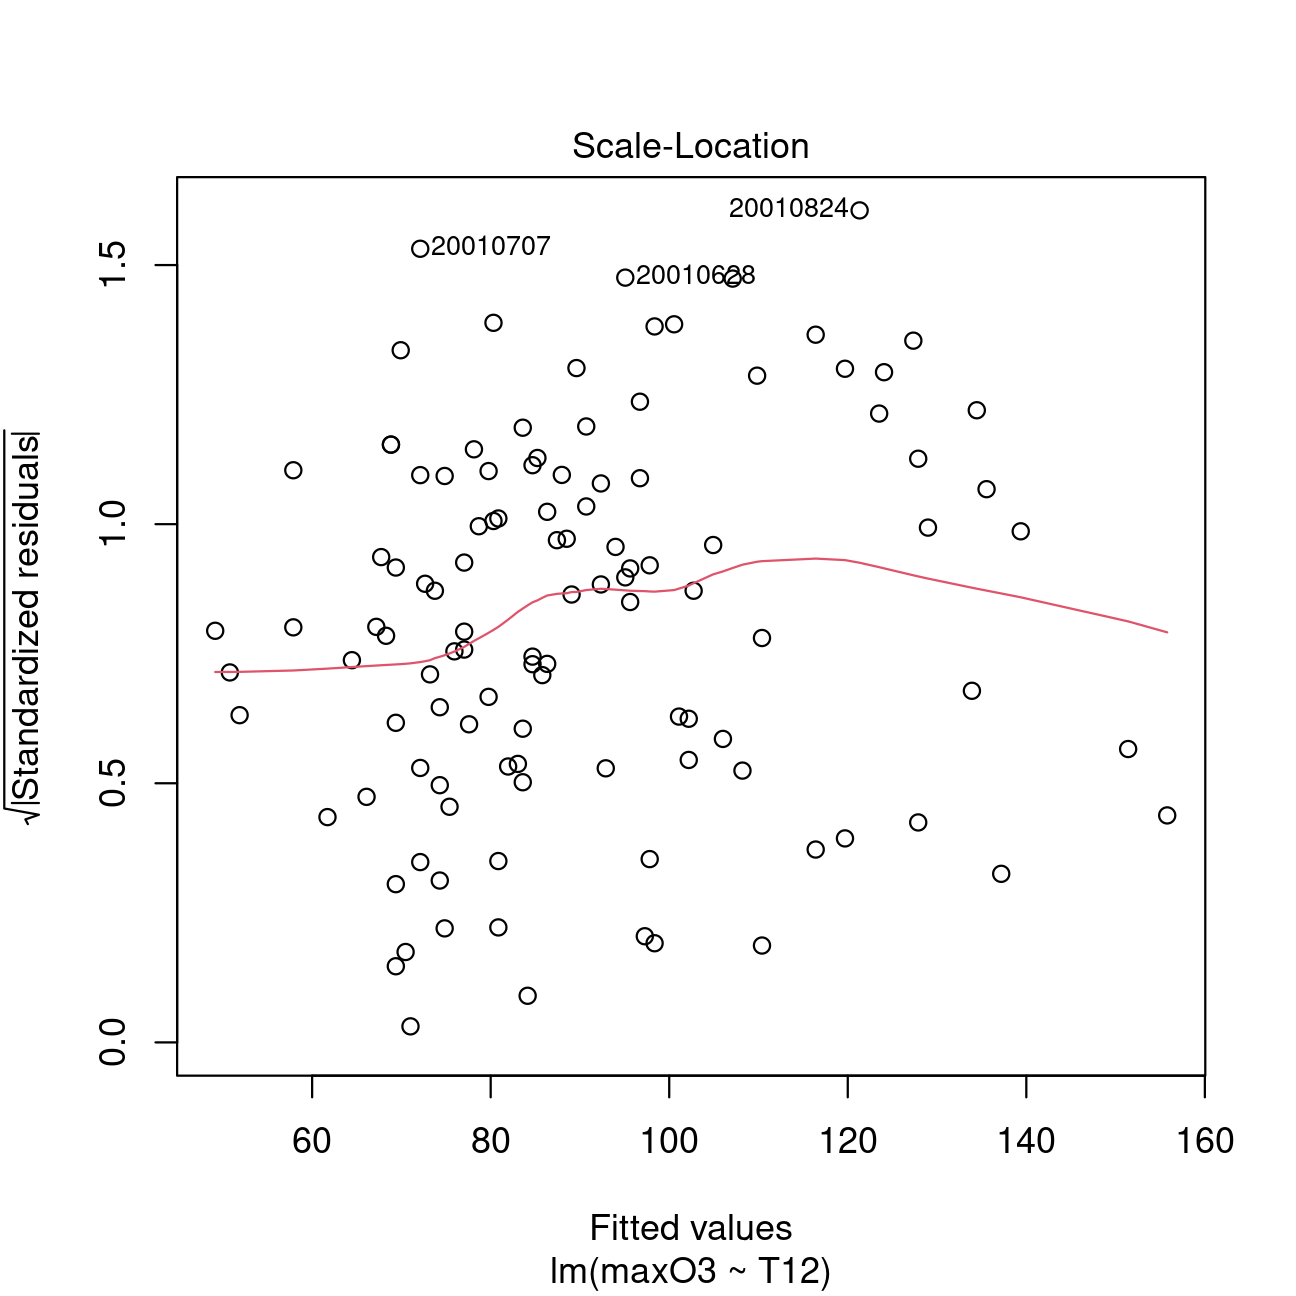 Scale-Location
20010824
20010707
20010628
1.5
1.0
0.5
0.0
√|Standardized residuals|
60 80 100 120 140 160
Fitted values
lm(maxO3 ~ T12)